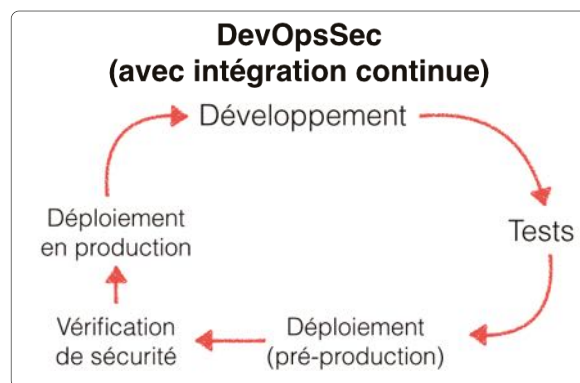 DevOpsSec
(avec intégration continue)
Développement
Tests
Déploiement
(pré-production)
Vérification
de sécurité
Déploiement
en production